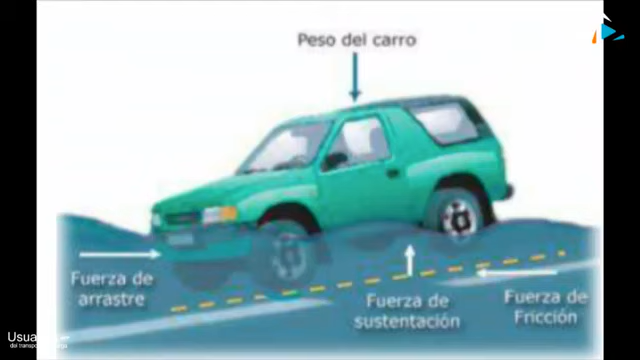 Peso del carro
Fuerza de
arrastre
Fuerza de
sustentación
Fuerza de
Fricción